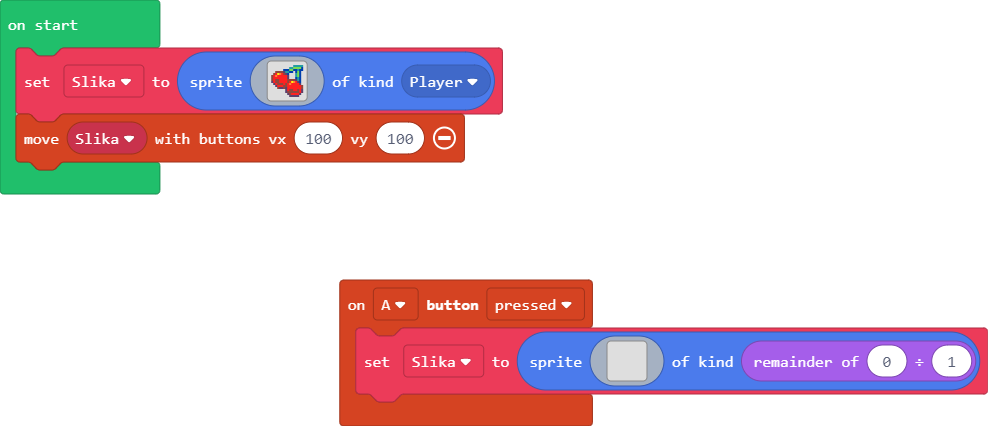 on start
set Slika to sprite of kind Player
move Slika with buttons vx 100 vy 100
on A button pressed
set Slika to sprite of kind remainder of 0 ÷ 1